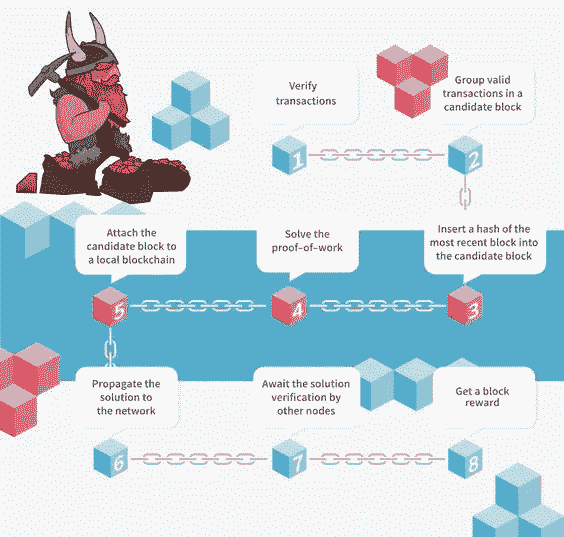 Verify
transactions
1
Group valid
transactions in a
candidate block
2
Insert a hash of the
most recent block into
the candidate block
3
Solve the
proof-of-work
4
Attach the
candidate block to
a local blockchain
5
Propagate the
solution to
the network
6
Await the solution
verification by
other nodes
7
Get a block
reward
8